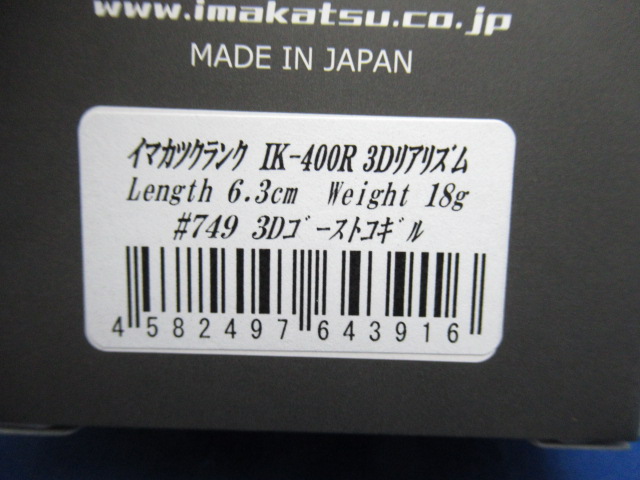 www.imakatsu.co.jp
MADE IN JAPAN
イマカツクランク IK-400R 3Dリアリズム
Length 6.3cm Weight 18g
#749 3Dゴーストコギル
4 582497 643916